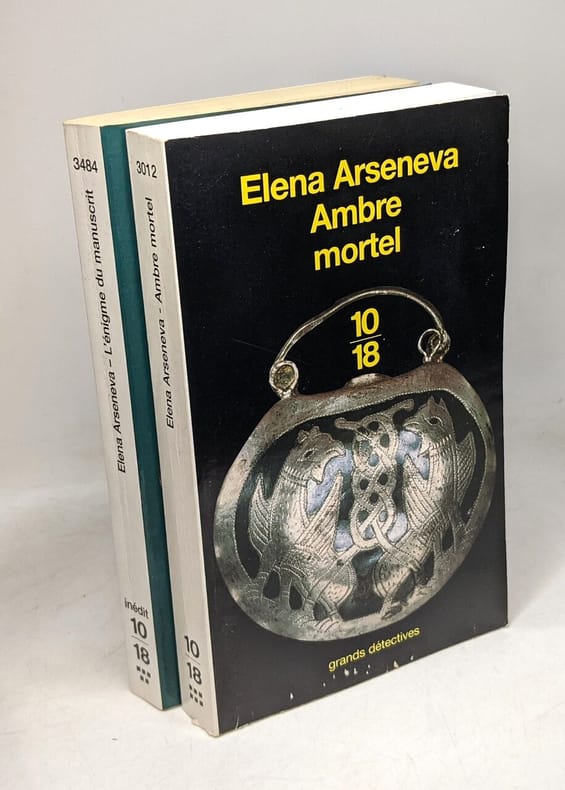 3484
Elena Arseneva - L'énigme du manuscrit
inédit
10
18
3012
Elena Arseneva - Ambre mortel
10
18
Elena Arseneva
Ambre
mortel
10
18
grands détectives